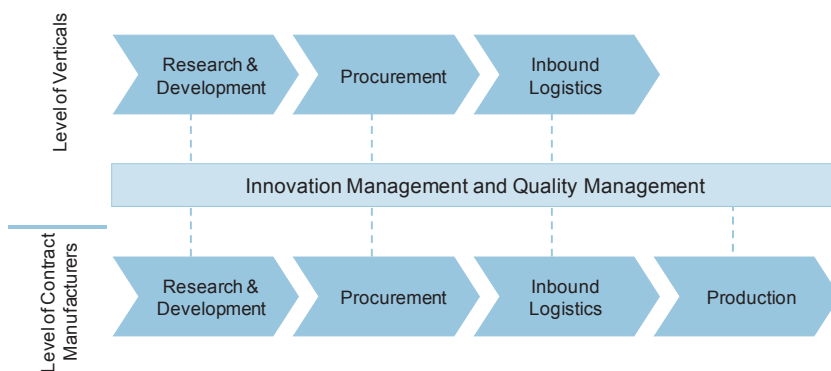 Level of Verticals
Research &
Development
Procurement
Inbound
Logistics
Innovation Management and Quality Management
Level of Contract
Manufacturers
Research &
Development
Procurement
Inbound
Logistics
Production